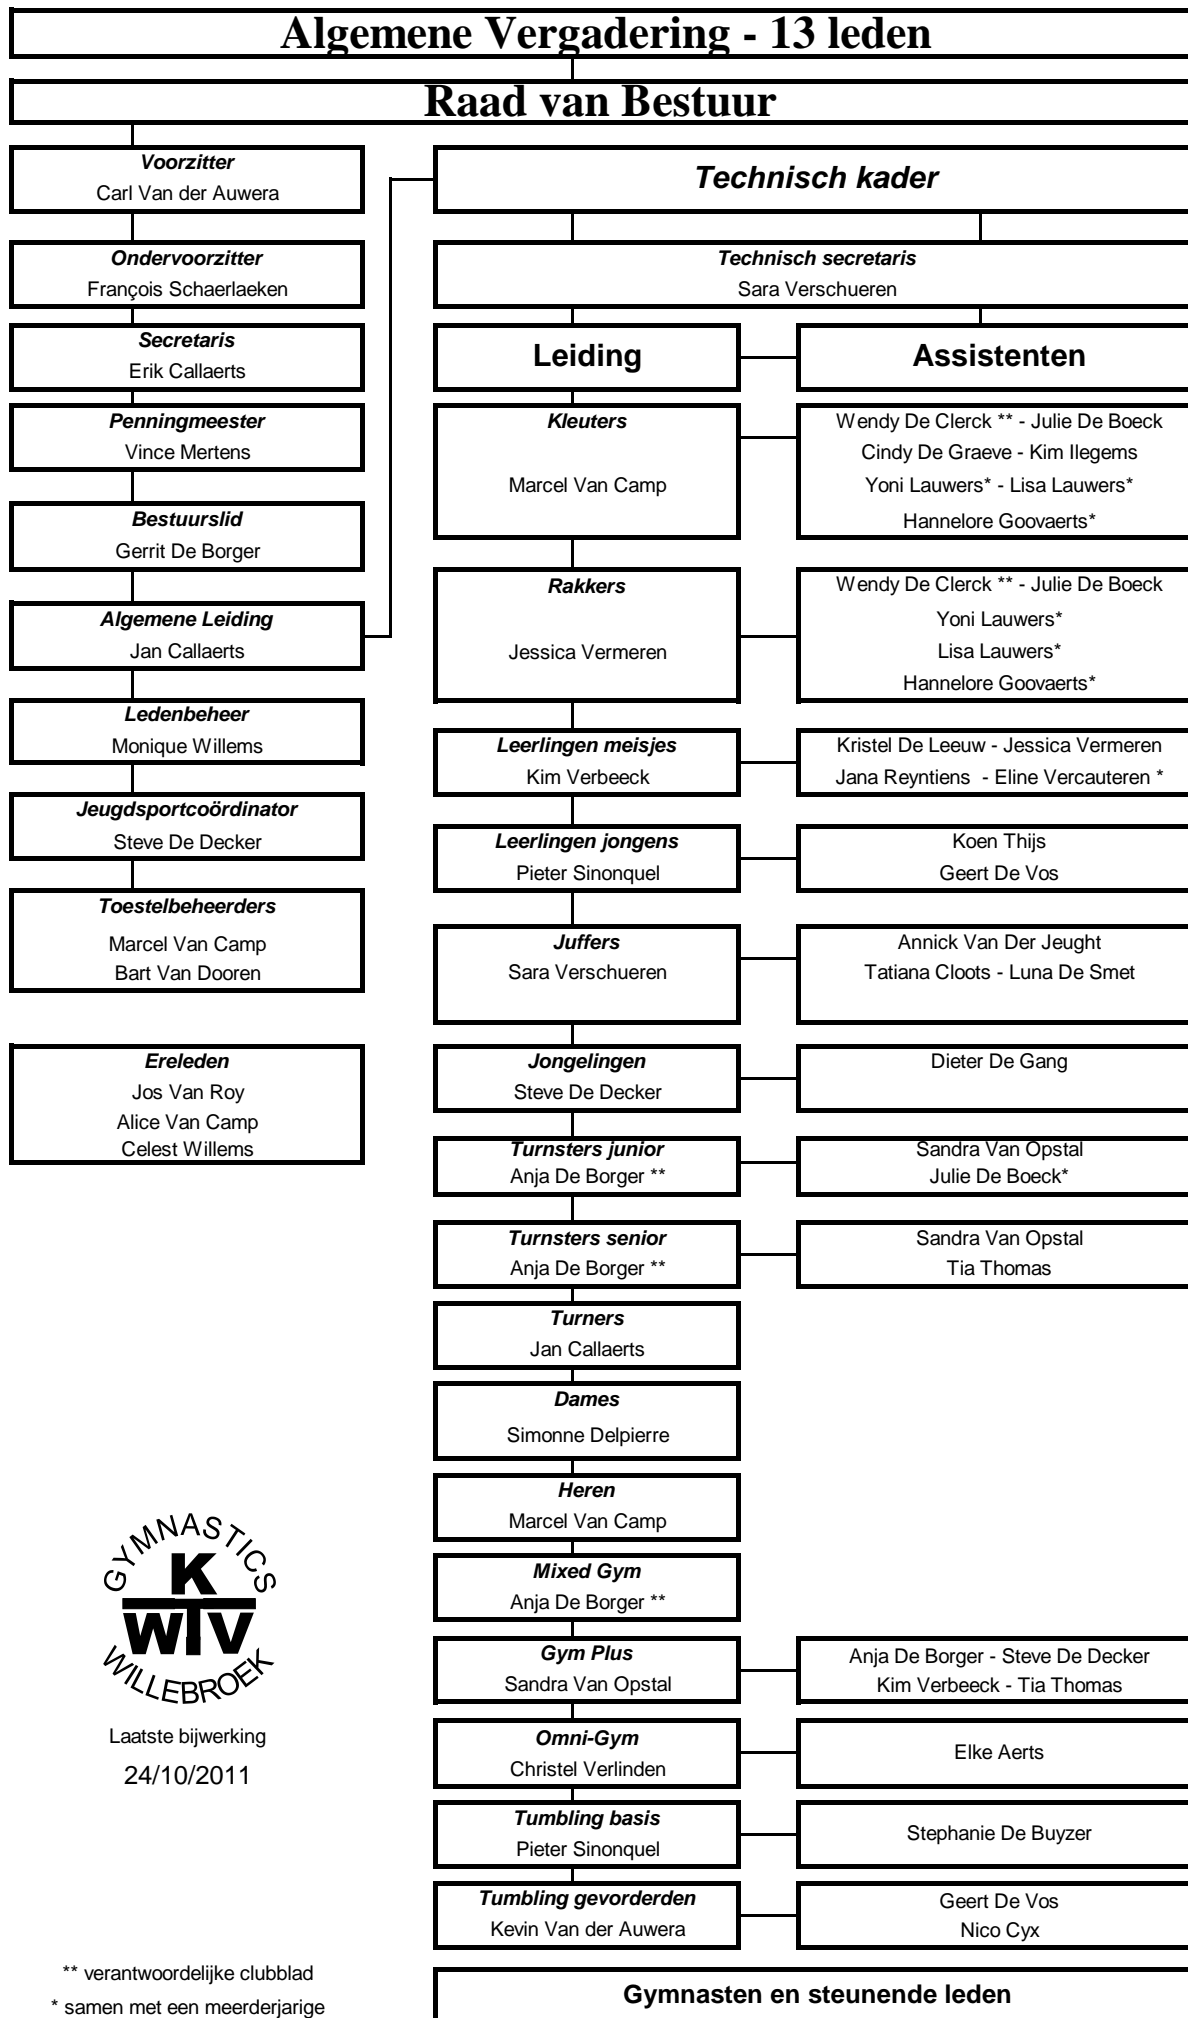 Algemene Vergadering - 13 leden
Raad van Bestuur
Voorzitter
Carl Van der Auwera
Ondervoorzitter
François Schaerlaeken
Secretaris
Erik Callaerts
Penningmeester
Vince Mertens
Bestuurslid
Gerrit De Borger
Algemene Leiding
Jan Callaerts
Ledenbeheer
Monique Willems
Jeugdsportcoördinator
Steve De Decker
Toestelbeheerders
Marcel Van Camp
Bart Van Dooren
Ereleden
Jos Van Roy
Alice Van Camp
Celest Willems
Technisch kader
Technisch secretaris
Sara Verschueren
Leiding
Assistenten
Kleuters
Marcel Van Camp
Wendy De Clerck ** - Julie De Boeck
Cindy De Graeve - Kim Ilegems
Yoni Lauwers* - Lisa Lauwers*
Hannelore Goovaerts*
Rakkers
Jessica Vermeren
Wendy De Clerck ** - Julie De Boeck
Yoni Lauwers*
Lisa Lauwers*
Hannelore Goovaerts*
Leerlingen meisjes
Kim Verbeeck
Kristel De Leeuw - Jessica Vermeren
Jana Reyntiens  - Eline Vercauteren *
Leerlingen jongens
Pieter Sinonquel
Koen Thijs
Geert De Vos
Juffers
Sara Verschueren
Annick Van Der Jeught
Tatiana Cloots - Luna De Smet
Jongelingen
Steve De Decker
Dieter De Gang
Turnsters junior
Anja De Borger **
Sandra Van Opstal
Julie De Boeck*
Turnsters senior
Anja De Borger **
Sandra Van Opstal
Tia Thomas
Turners
Jan Callaerts
Dames
Simonne Delpierre
Heren
Marcel Van Camp
Mixed Gym
Anja De Borger **
Gym Plus
Sandra Van Opstal
Anja De Borger - Steve De Decker
Kim Verbeeck - Tia Thomas
Omni-Gym
Christel Verlinden
Elke Aerts
Tumbling basis
Pieter Sinonquel
Stephanie De Buyzer
Tumbling gevorderden
Kevin Van der Auwera
Geert De Vos
Nico Cyx
Gymnasten en steunende leden
GYMNASTICS
K
WTV
WILLEBROEK
Laatste bijwerking
24/10/2011
** verantwoordelijke clubblad
* samen met een meerderjarige